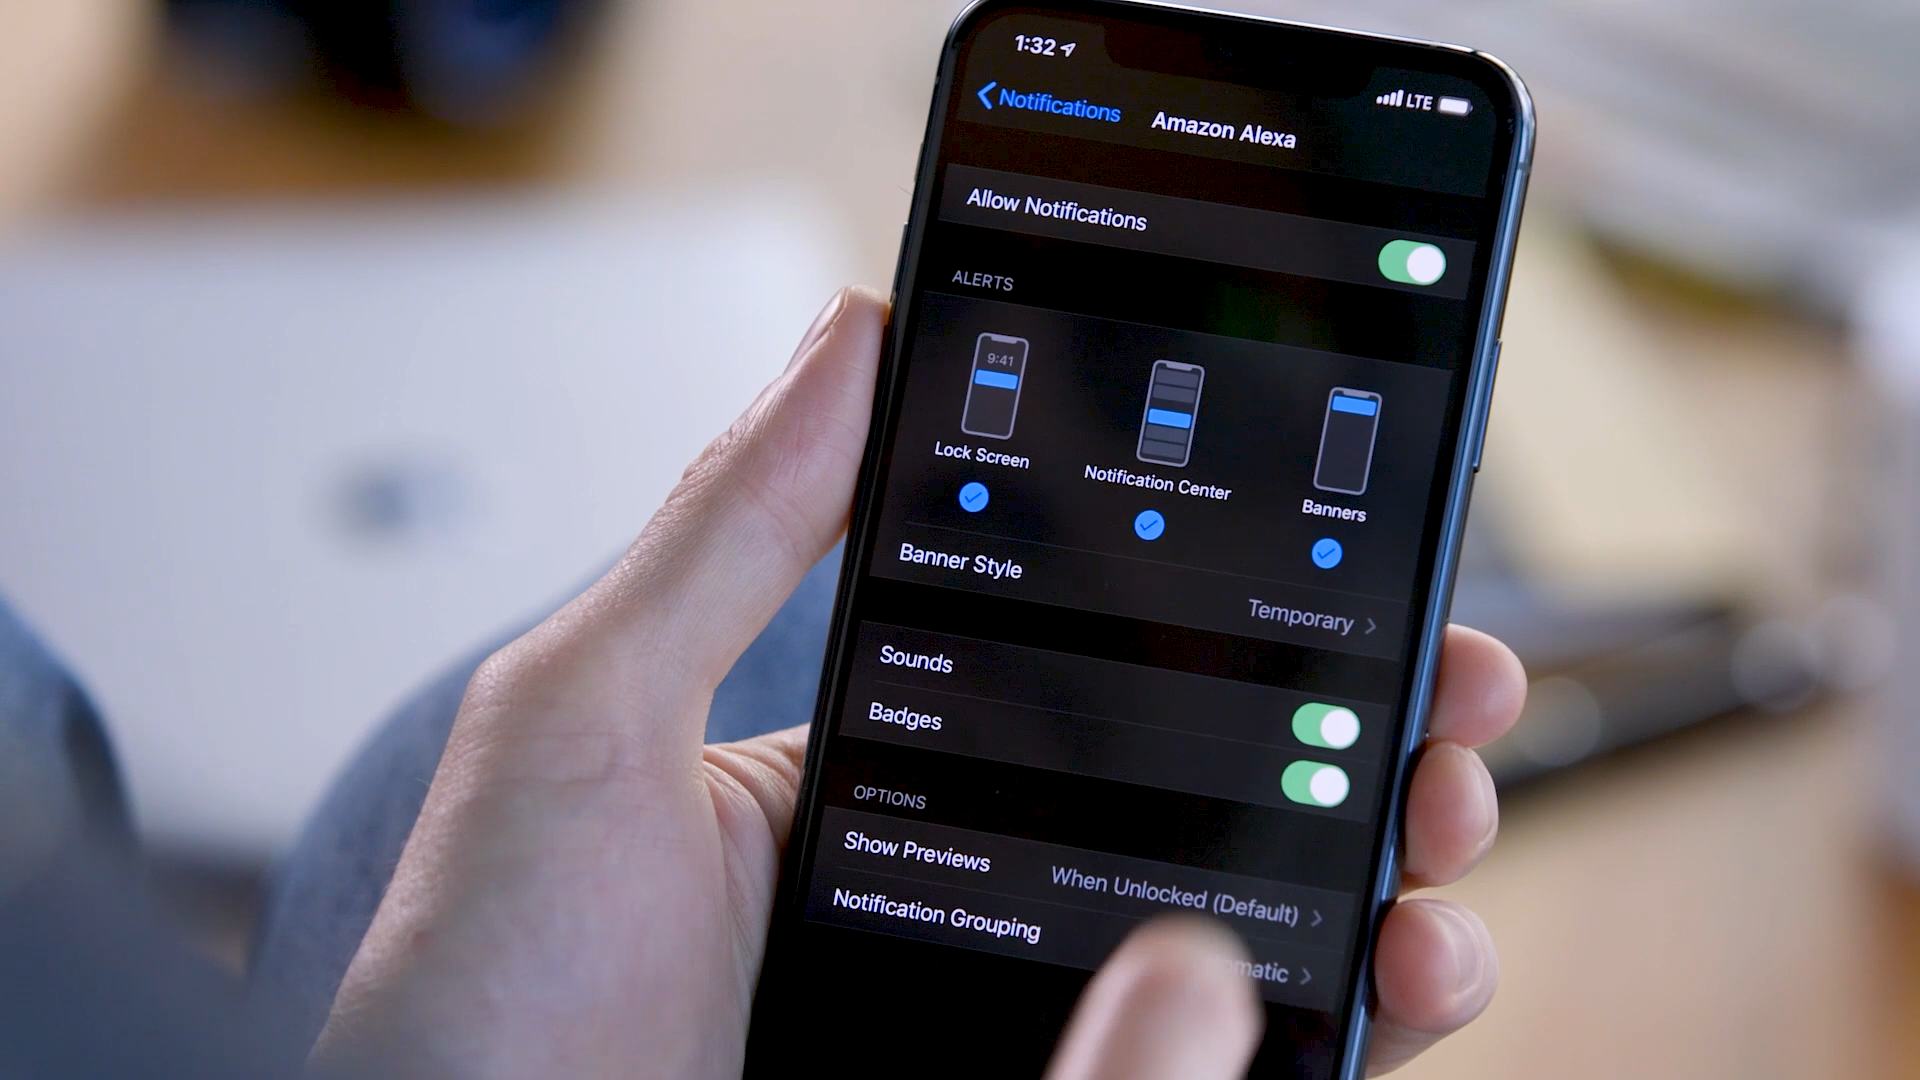 1:32
LTE
Notifications
Amazon Alexa
Allow Notifications
ALERTS
9:41
Lock Screen
Notification Center
Banners
Banner Style
Temporary
Sounds
Badges
OPTIONS
Show Previews
When Unlocked (Default)
Notification Grouping